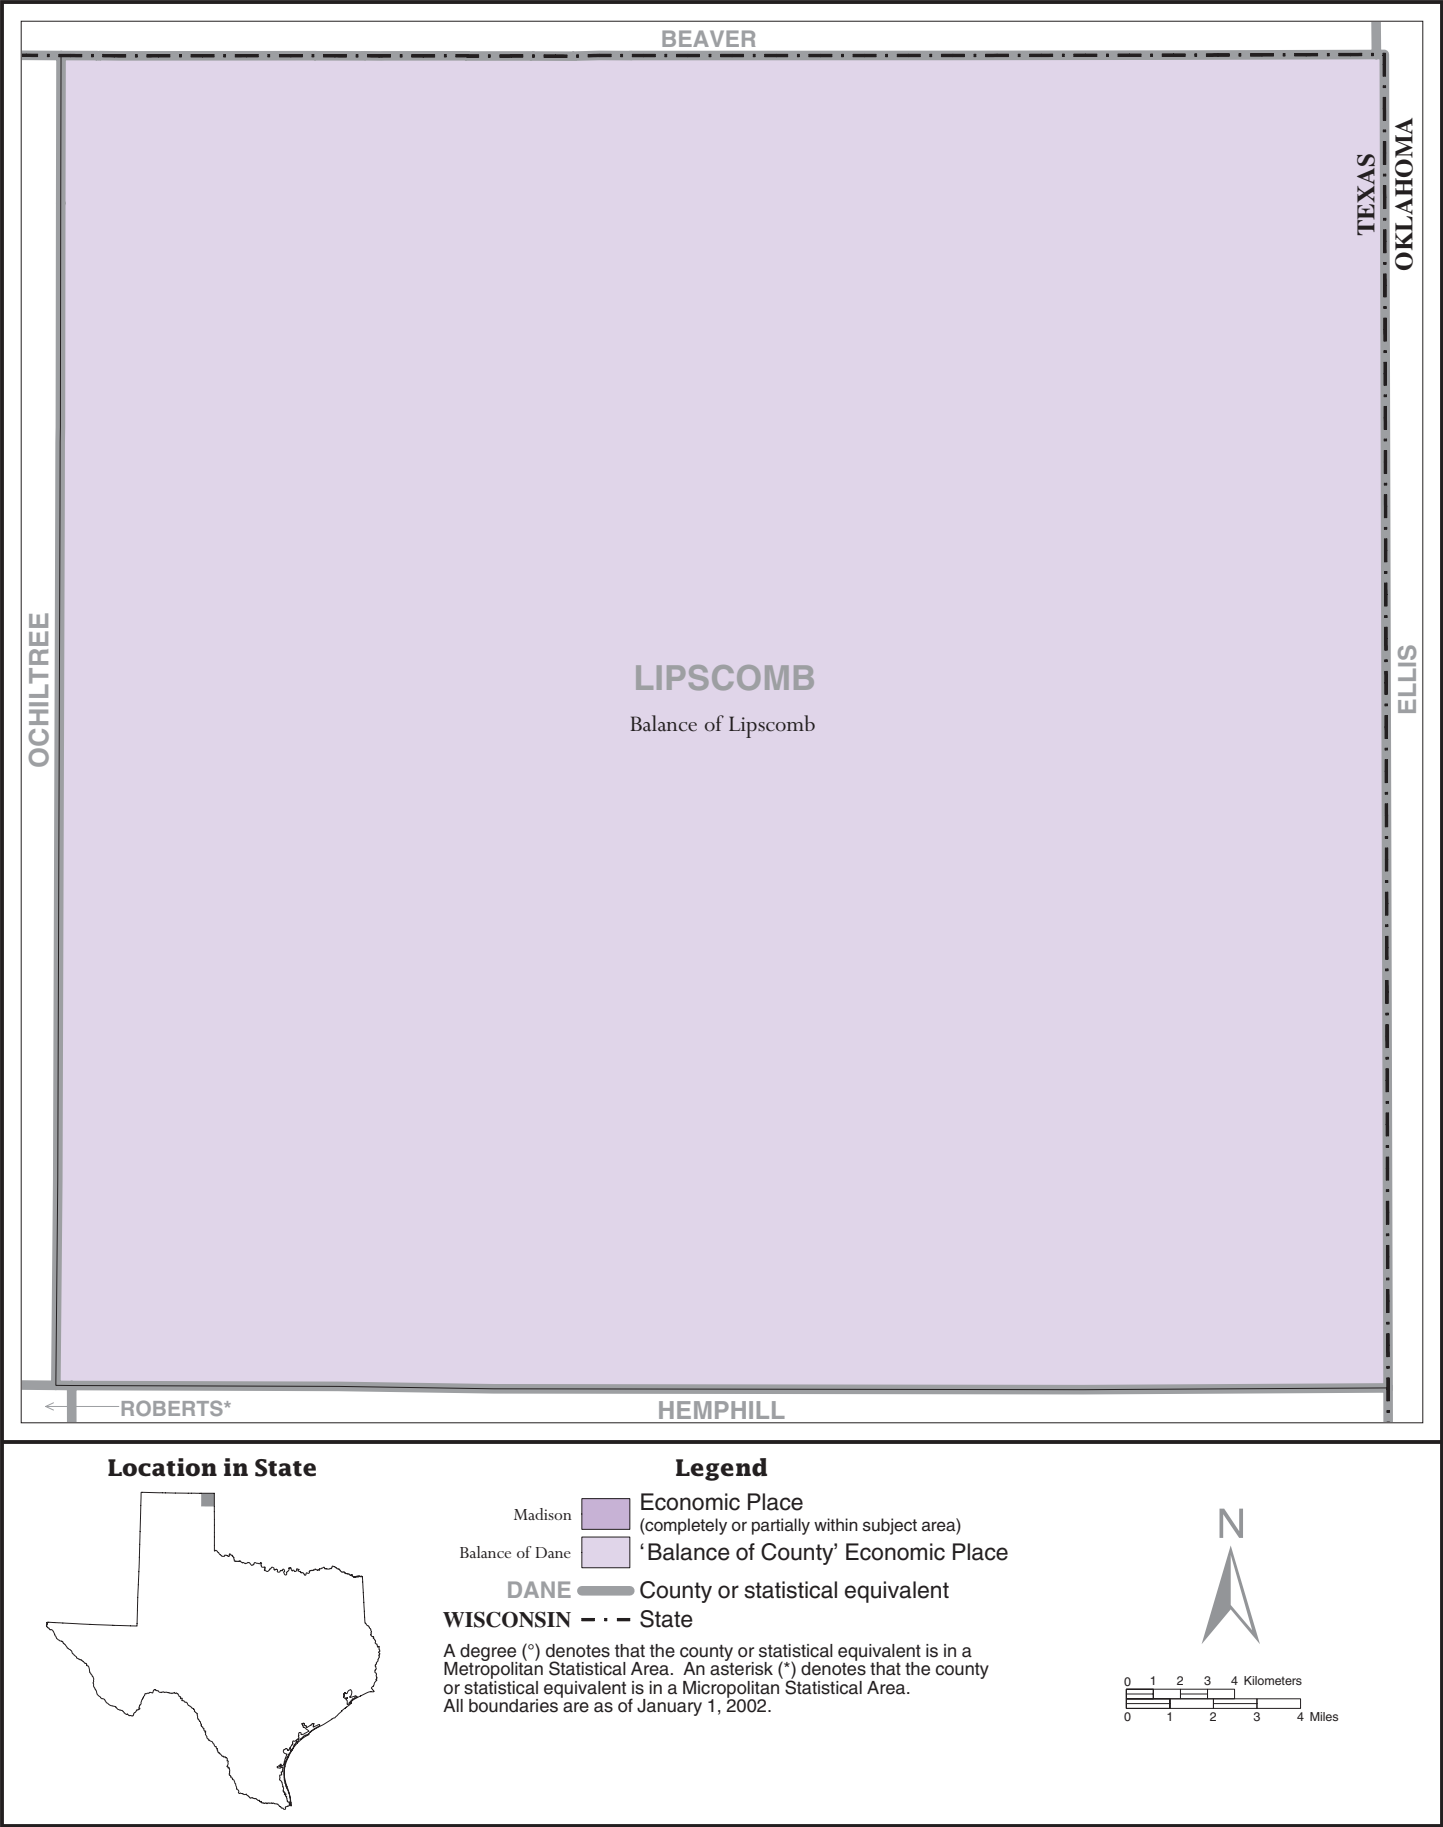 BEAVER
TEXAS
OKLAHOMA
OCHILTREE
LIPSCOMB
Balance of Lipscomb
ELLIS
ROBERTS*
HEMPHILL
Location in State
Legend
Madison
Economic Place
(completely or partially within subject area)
Balance of Dane
‘Balance of County’ Economic Place
DANE
County or statistical equivalent
WISCONSIN
State
A degree (°) denotes that the county or statistical equivalent is in a
Metropolitan Statistical Area.  An asterisk (*) denotes that the county
or statistical equivalent is in a Micropolitan Statistical Area.
All boundaries are as of January 1, 2002.
N
0 1 2 3 4 Kilometers
0 1 2 3 4 Miles